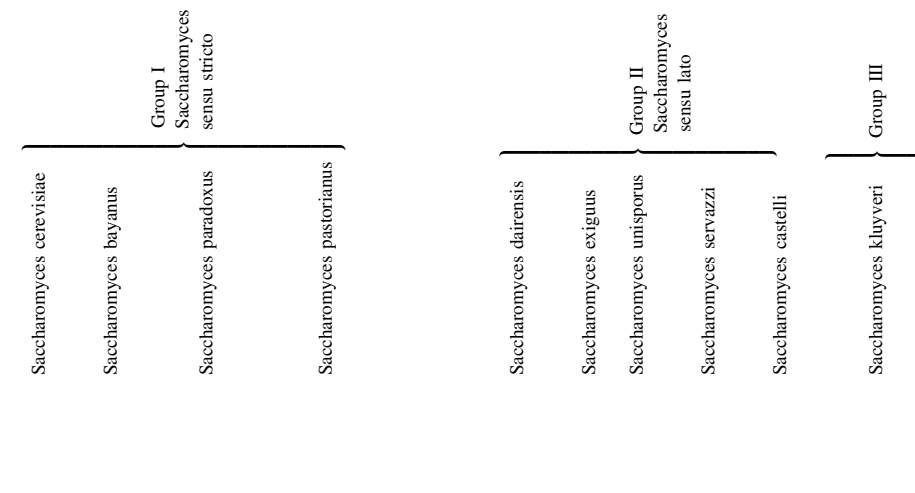 Group I
Saccharomyces
sensu stricto
Group II
Saccharomyces
sensu lato
Group III
Saccharomyces cerevisiae
Saccharomyces bayanus
Saccharomyces paradoxus
Saccharomyces pastorianus
Saccharomyces dairensis
Saccharomyces exiguus
Saccharomyces unisporus
Saccharomyces servazzi
Saccharomyces castelli
Saccharomyces kluyveri